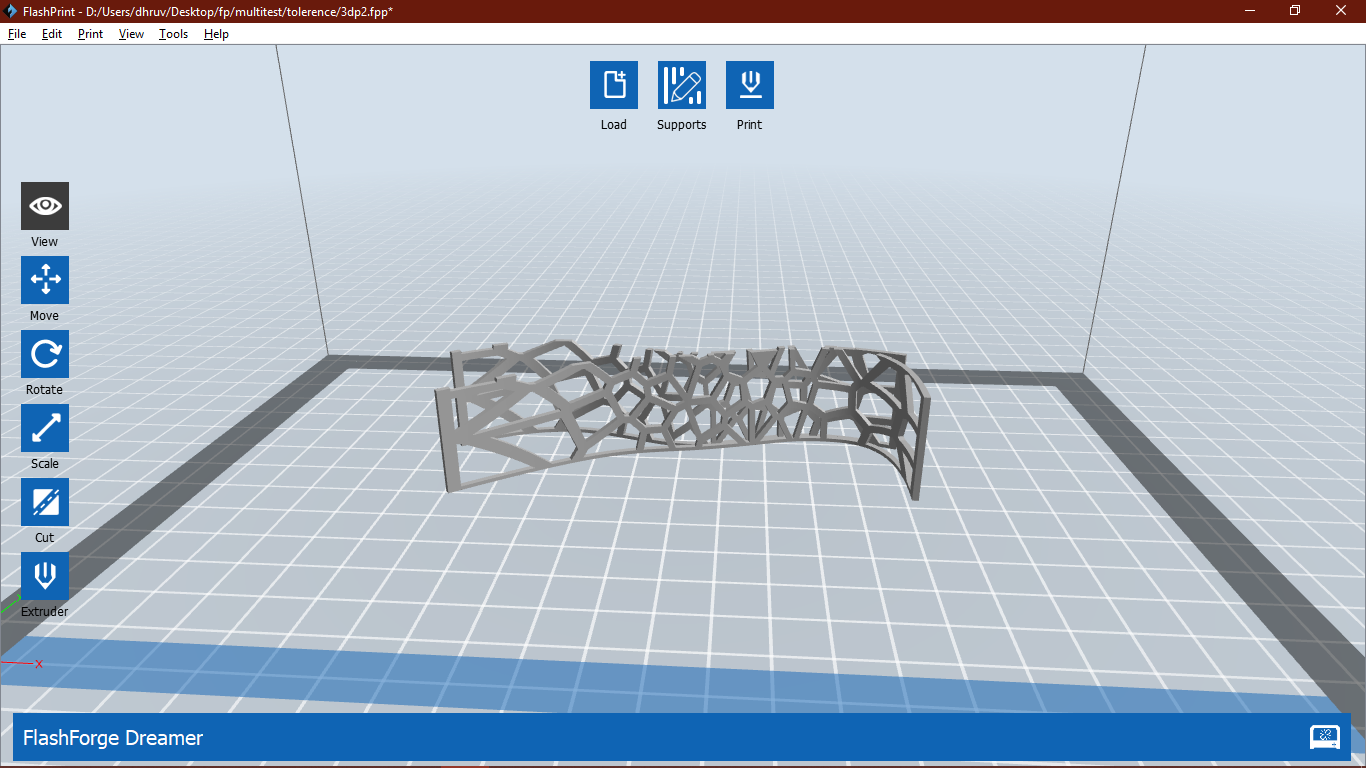 FlashPrint - D:/Users/dhruv/Desktop/fp/multitest/tolerence/3dp2.fpp*
File Edit Print View Tools Help
Load Supports Print
View
Move
Rotate
Scale
Cut
Extruder
X
FlashForge Dreamer